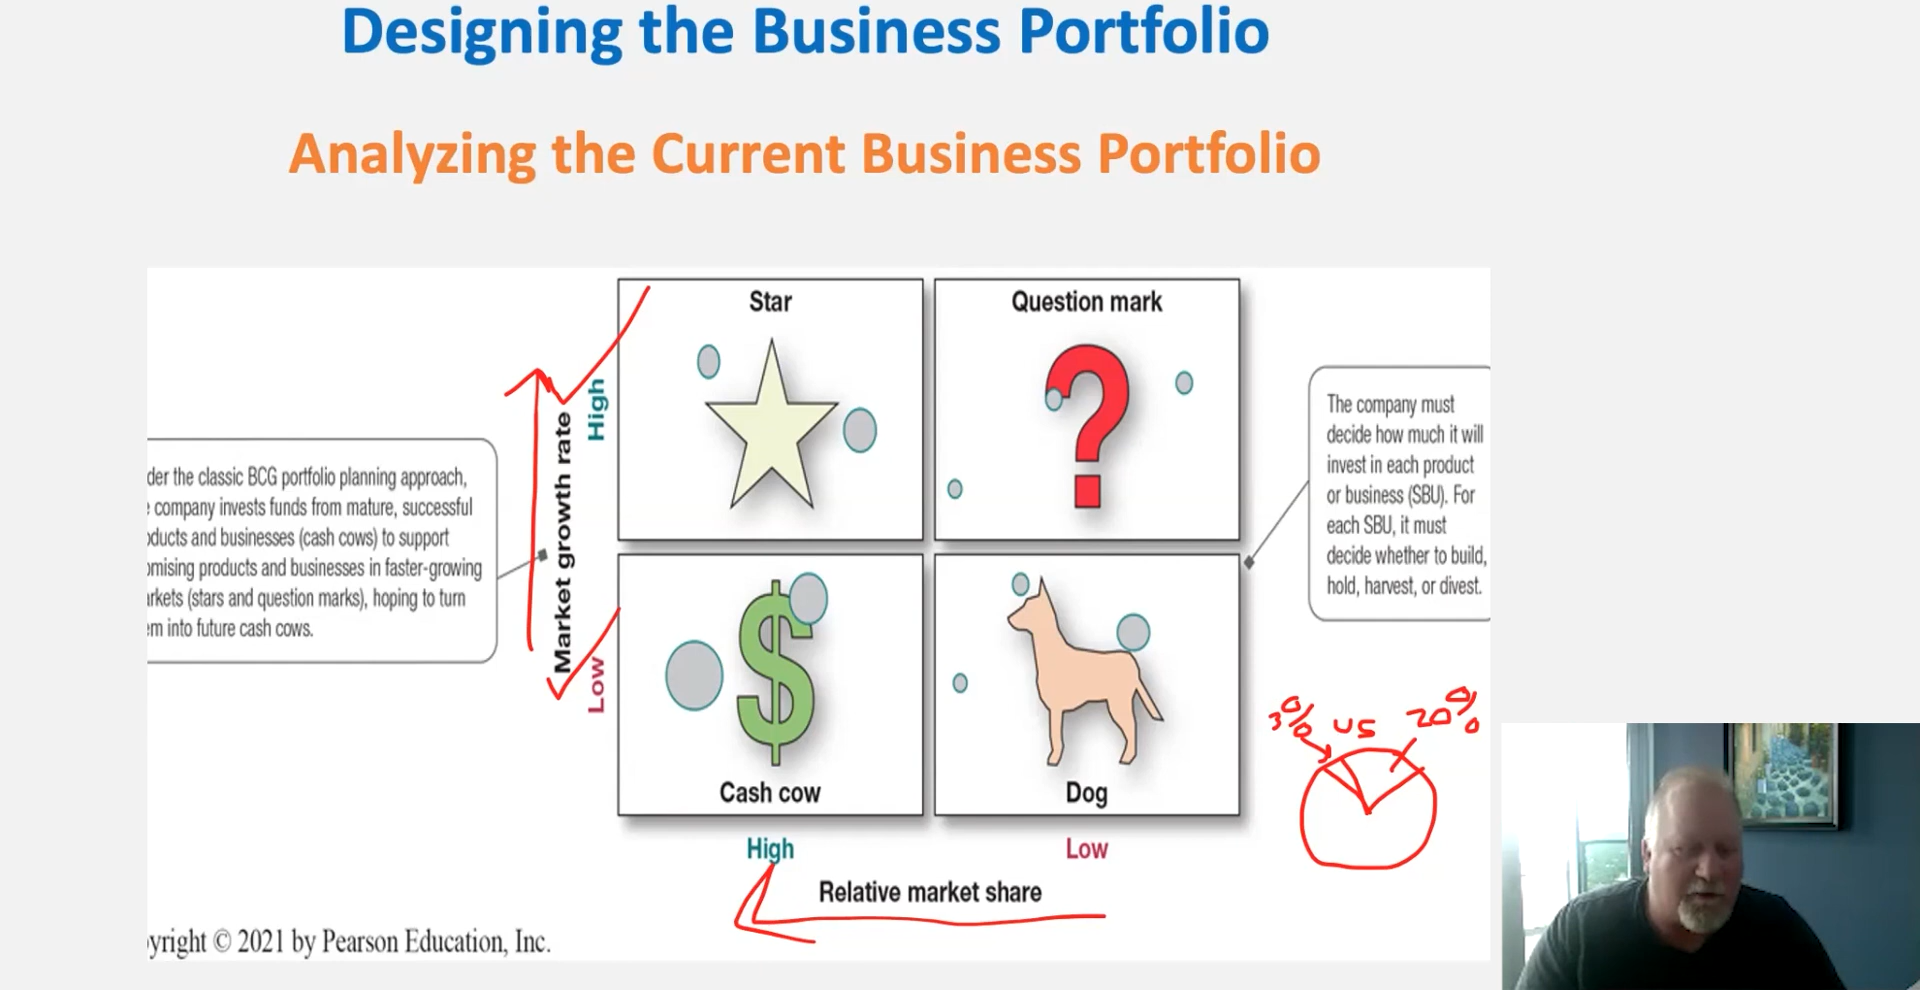 Designing the Business Portfolio
Analyzing the Current Business Portfolio
der the classic BCG portfolio planning approach,
company invests funds from mature, successful
ducts and businesses (cash cows) to support
mising products and businesses in faster-growing
rkets (stars and question marks), hoping to turn
em into future cash cows.
Market growth rate
High
Low
Star
Question mark
Cash cow
Dog
High
Low
Relative market share
The company must
decide how much it will
invest in each product
or business (SBU). For
each SBU, it must
decide whether to build,
hold, harvest, or divest.
3% US 20%
yright © 2021 by Pearson Education, Inc.